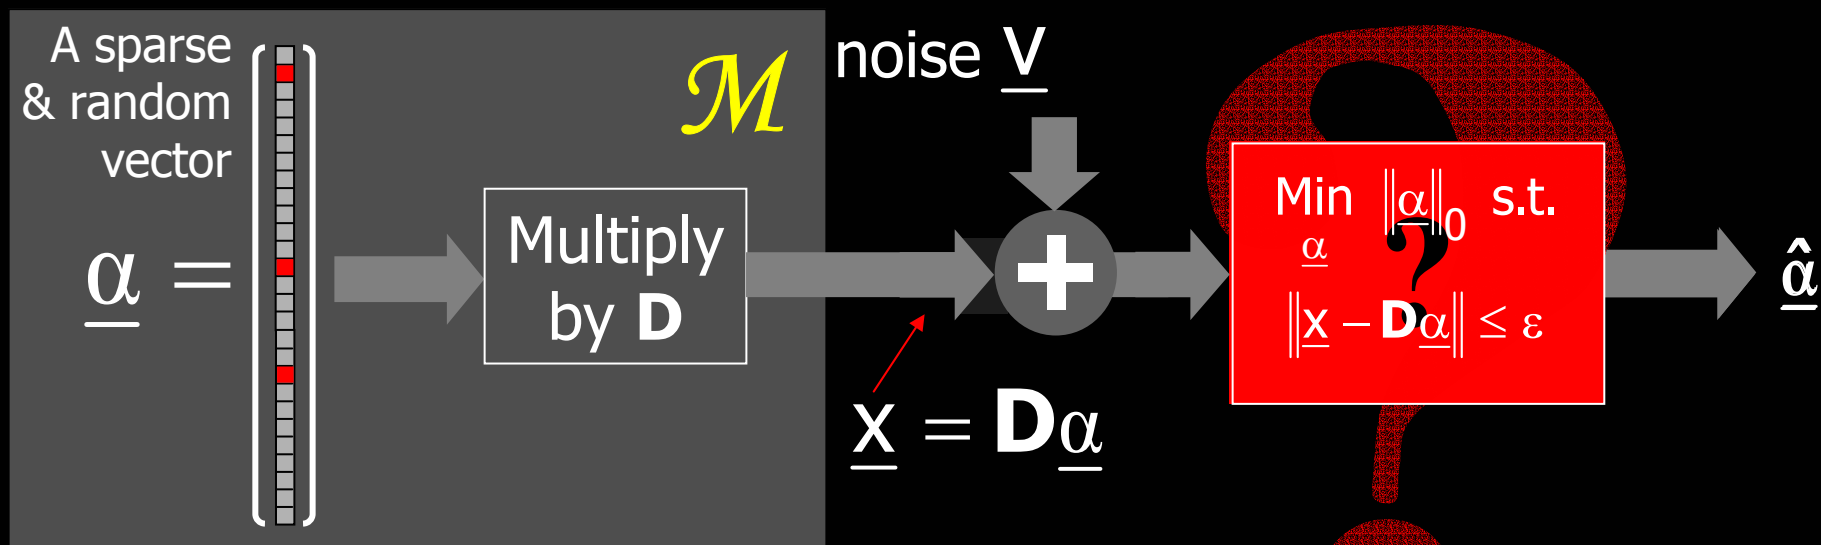 A sparse
& random
vector
α =
ℳ
Multiply
by D
noise v
x = Dα
Min ‖α‖₀ s.t.
α
?
‖x − Dα‖ ≤ ε
α̂